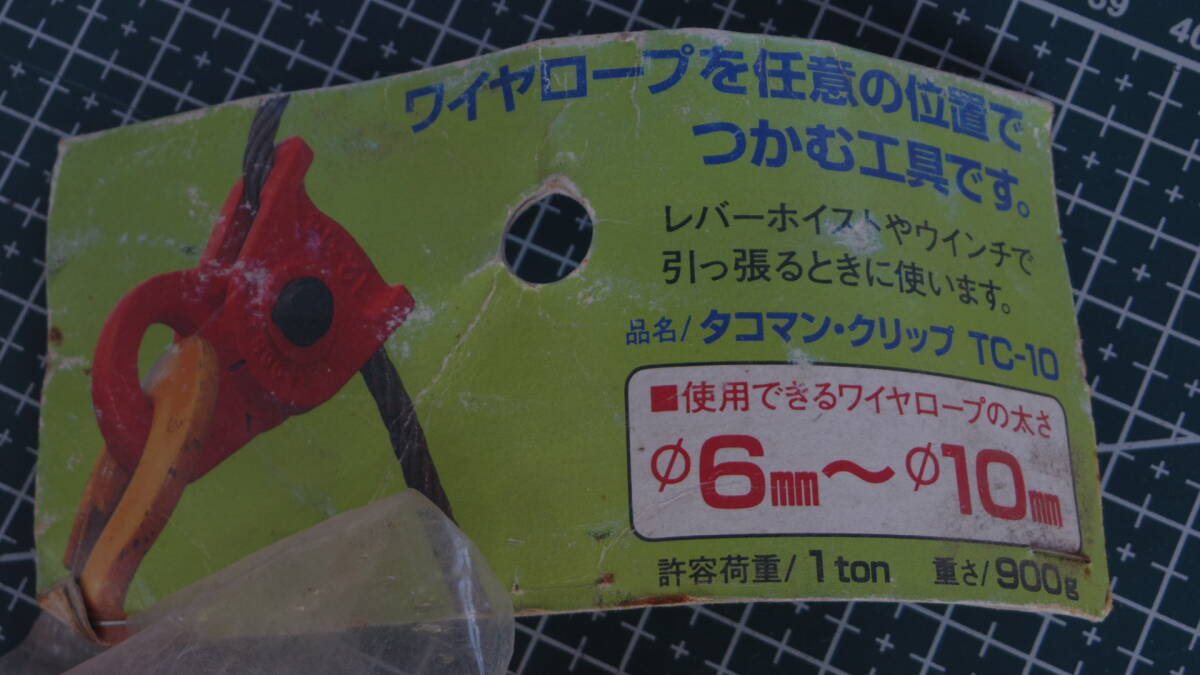 ワイヤロープを任意の位置で
つかむ工具です。
レバーホイストやウインチで
引っ張るときに使います。
品名/タコマン・クリップ TC-10
■使用できるワイヤロープの太さ
φ6mm〜φ10mm
許容荷重/1ton 重さ/900g
39
40